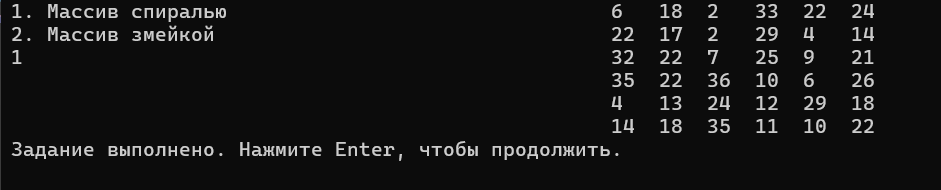 1. Массив спиралью 6 18 2 33 22 24
2. Массив змейкой 22 17 2 29 4 14
1 32 22 7 25 9 21
35 22 36 10 6 26
4 13 24 12 29 18
14 18 35 11 10 22
Задание выполнено. Нажмите Enter, чтобы продолжить.